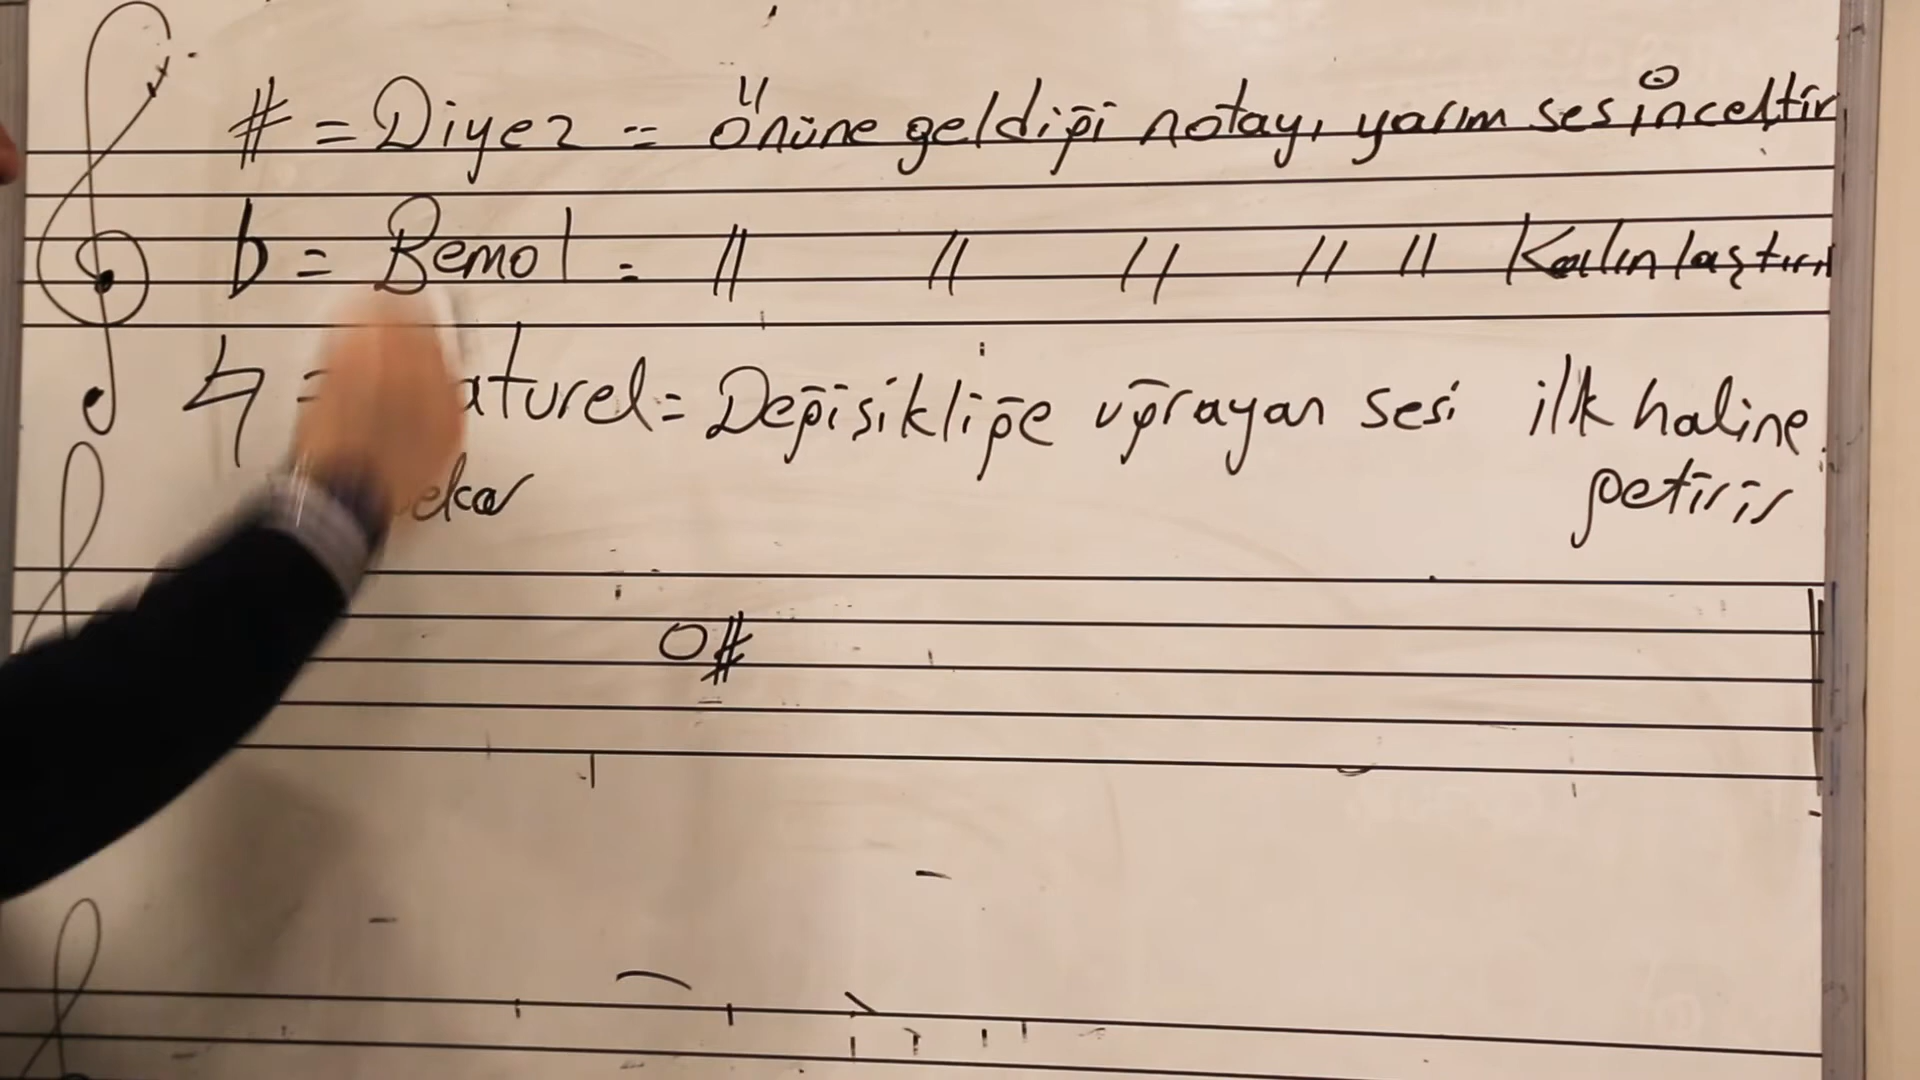 # = Diyez = önüne geldiği notayı yarım ses inceltir
b = Bemol = // // // // // Kalınlaştırır
♮ = aturel = Değişikliğe uğrayan sesi ilk haline
getirir
ekar
O#